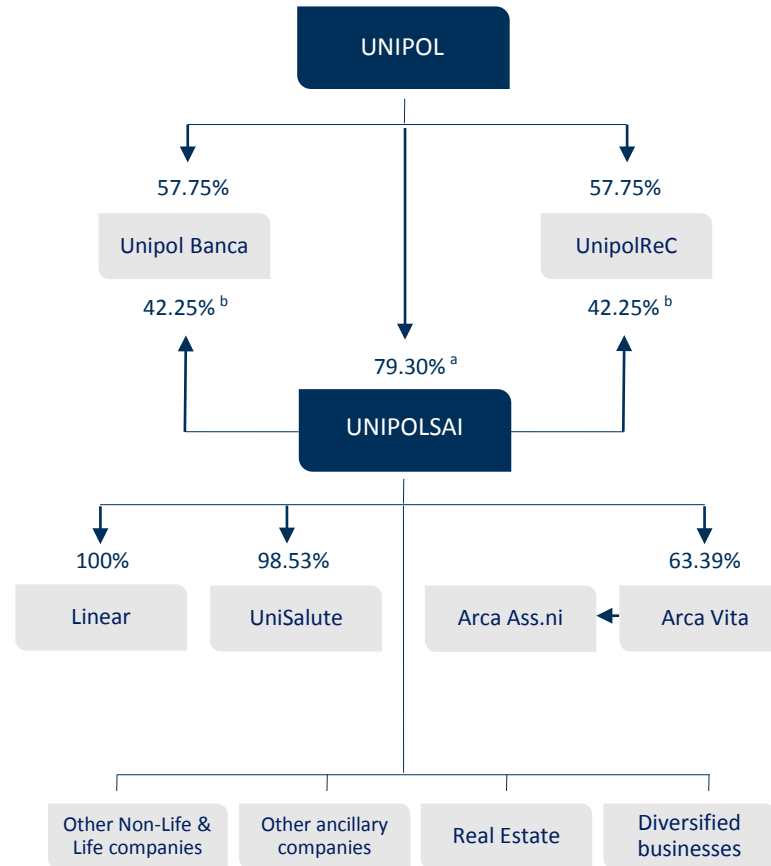 UNIPOL
57.75%
57.75%
Unipol Banca
UnipolReC
42.25% b
42.25% b
79.30% a
UNIPOLSAI
100%
98.53%
63.39%
Linear
UniSalute
Arca Ass.ni
Arca Vita
Other Non-Life &
Life companies
Other ancillary
companies
Real Estate
Diversified
businesses